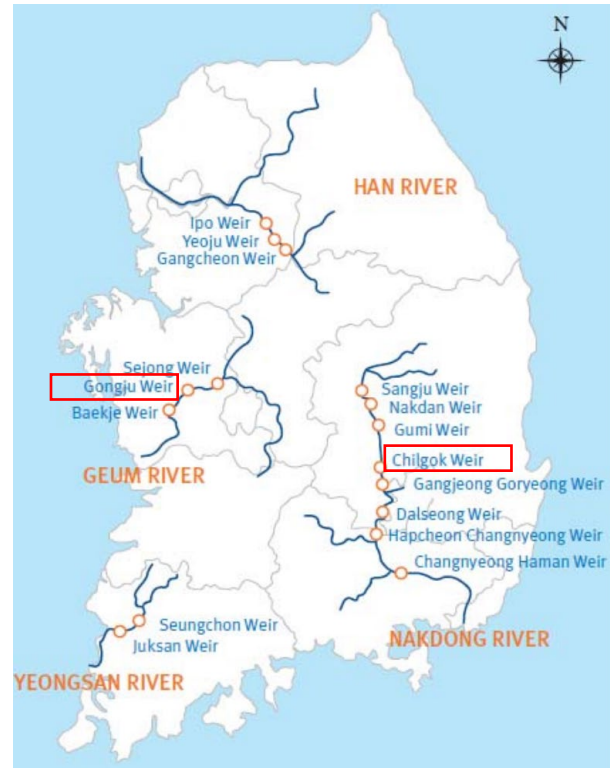 N
HAN RIVER
Ipo Weir
Yeoju Weir
Gangcheon Weir
Sejong Weir
Gongju Weir
Baekje Weir
GEUM RIVER
Sangju Weir
Nakdan Weir
Gumi Weir
Chilgok Weir
Gangjeong Goryeong Weir
Dalseong Weir
Hapcheon Changnyeong Weir
Changnyeong Haman Weir
NAKDONG RIVER
Seungchon Weir
Juksan Weir
YEONGSAN RIVER